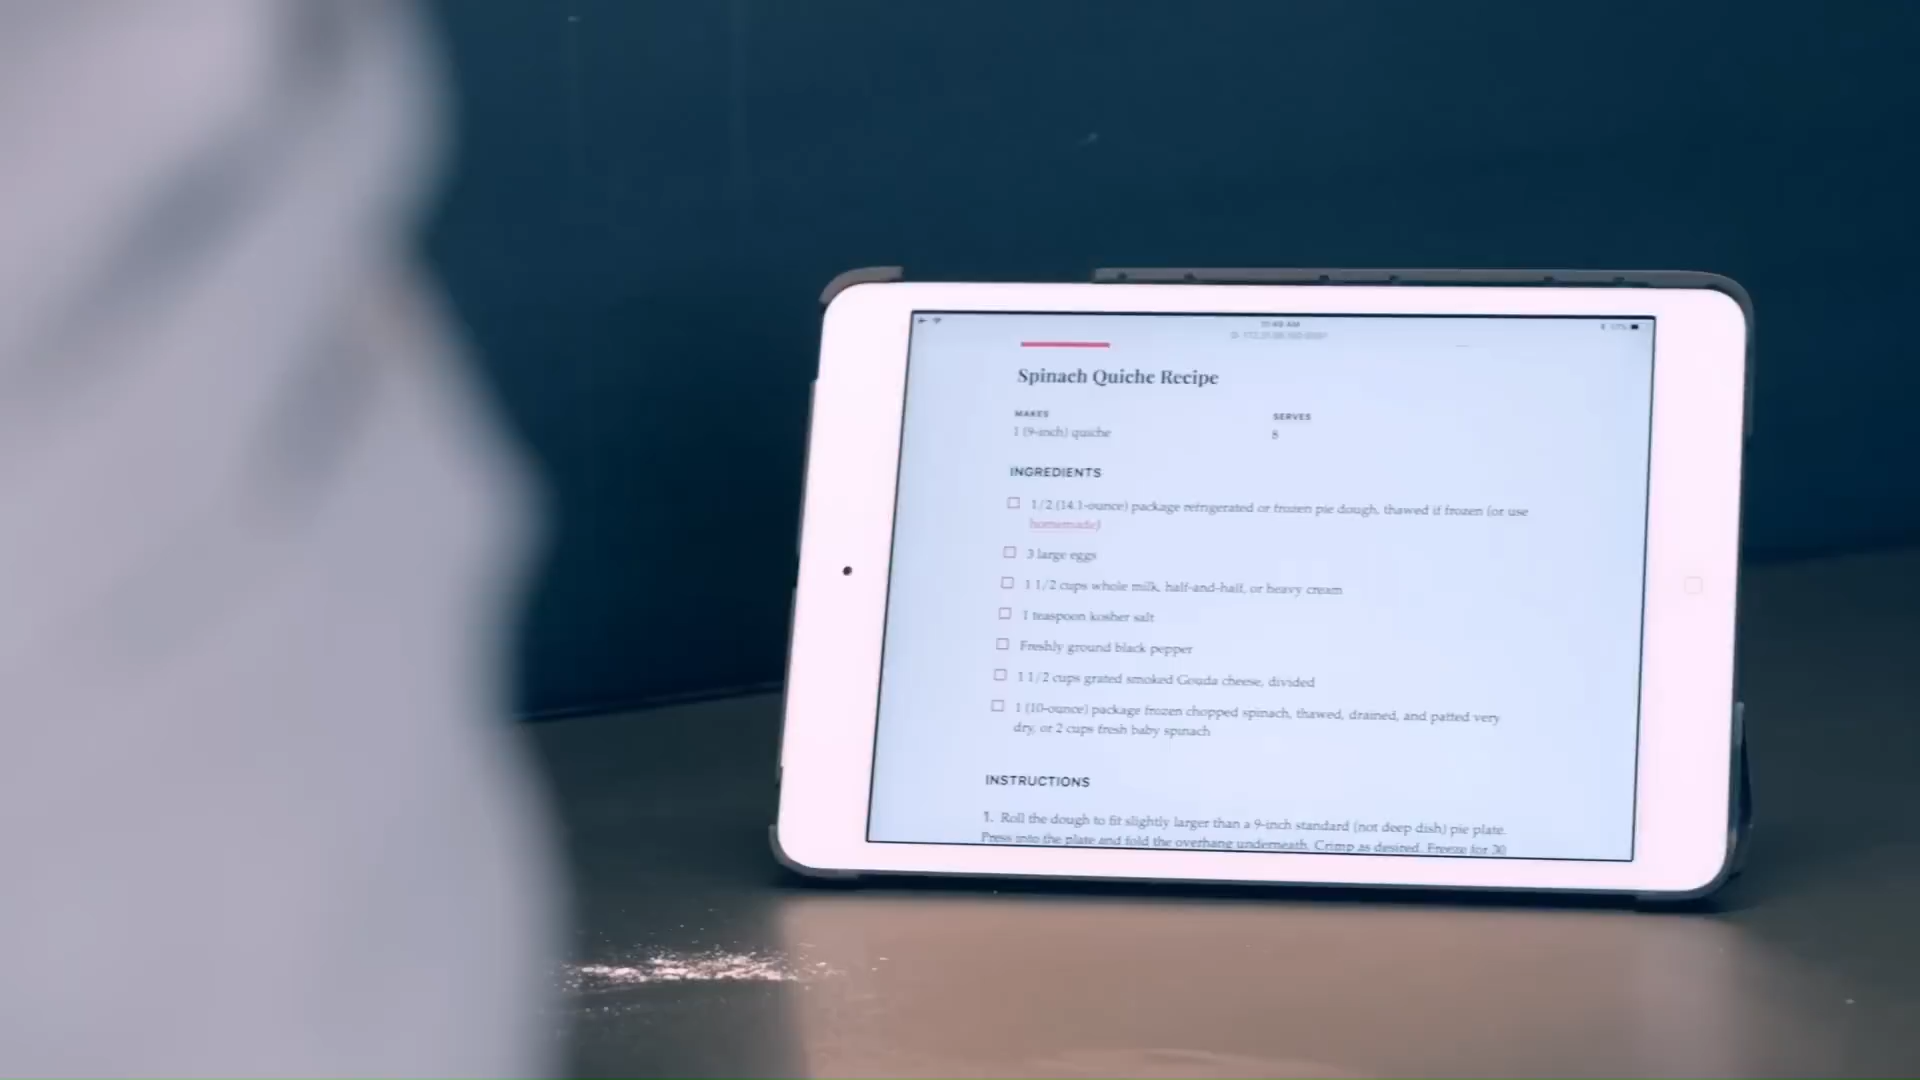 11:49 AM
Spinach Quiche Recipe
MAKES
SERVES
1 (9-inch) quiche
8
INGREDIENTS
1/2 (14.1-ounce) package refrigerated or frozen pie dough, thawed if frozen (or use
homemade)
3 large eggs
1 1/2 cups whole milk, half-and-half, or heavy cream
1 teaspoon kosher salt
Freshly ground black pepper
1 1/2 cups grated smoked Gouda cheese, divided
1 (10-ounce) package frozen chopped spinach, thawed, drained, and patted very
dry, or 2 cups fresh baby spinach
INSTRUCTIONS
1. Roll the dough to fit slightly larger than a 9-inch standard (not deep dish) pie plate.
Press into the plate and fold the overhang underneath. Crimp as desired. Freeze for 30